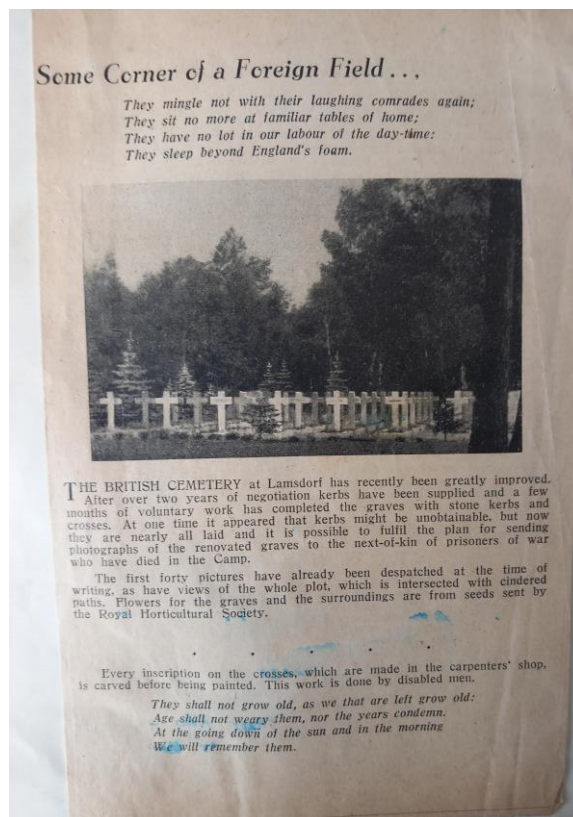 Some Corner of a Foreign Field ...
They mingle not with their laughing comrades again;
They sit no more at familiar tables of home;
They have no lot in our labour of the day-time:
They sleep beyond England's foam.
THE BRITISH CEMETERY at Lamsdorf has recently been greatly improved.
After over two years of negotiation kerbs have been supplied and a few
months of voluntary work has completed the graves with stone kerbs and
crosses. At one time it appeared that kerbs might be unobtainable, but now
they are nearly all laid and it is possible to fulfil the plan for sending
photographs of the renovated graves to the next-of-kin of prisoners of war
who have died in the Camp.
The first forty pictures have already been despatched at the time of
writing, as have views of the whole plot, which is intersected with cindered
paths. Flowers for the graves and the surroundings are from seeds sent by
the Royal Horticultural Society.
. . . . .
Every inscription on the crosses, which are made in the carpenters' shop,
is carved before being painted. This work is done by disabled men.
They shall not grow old, as we that are left grow old:
Age shall not weary them, nor the years condemn.
At the going down of the sun and in the morning
We will remember them.